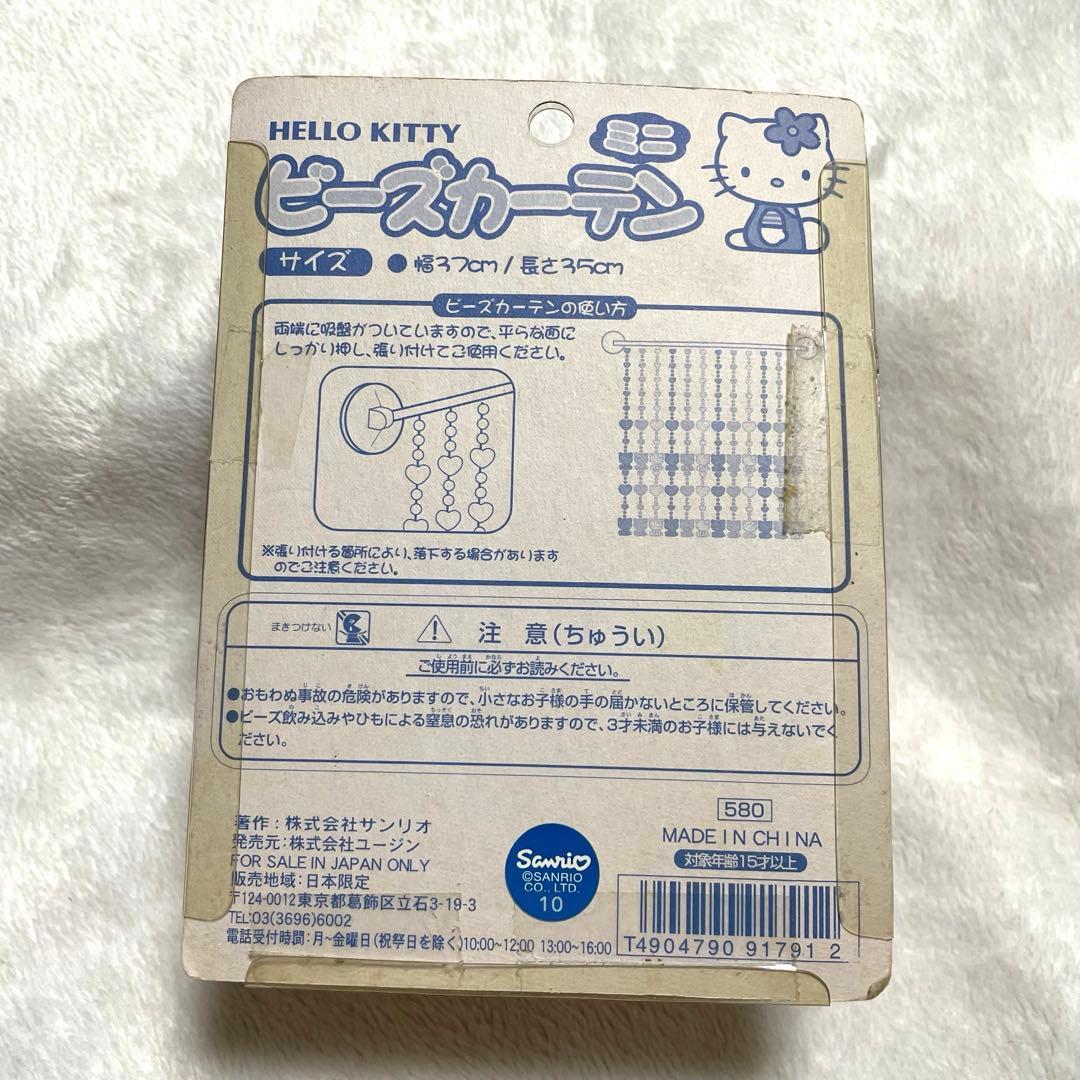 HELLO KITTY
ミニ
ビーズカーテン
サイズ ●幅37cm/長さ35cm
ビーズカーテンの使い方
両端に吸盤がついていますので、平らな面に
しっかり押し、張り付けてご使用ください。
※張り付ける箇所により、落下する場合があります
のでご注意ください。
まきつけない
注 意(ちゅうい)
ご使用前に必ずお読みください。
●おもわぬ事故の危険がありますので、小さなお子様の手の届かないところに保管してください。
●ビーズ飲み込みやひもによる窒息の恐れがありますので、3才未満のお子様には与えないでく
ださい。
著作:株式会社サンリオ
発売元:株式会社ユージン
FOR SALE IN JAPAN ONLY
販売地域:日本限定
〒124-0012東京都葛飾区立石3-19-3
TEL:03(3696)6002
電話受付時間:月~金曜日(祝祭日を除く)10:00~12:00 13:00~16:00
Sanrio
©SANRIO
CO., LTD.
10
580
MADE IN CHINA
対象年齢15才以上
T4904790 91791 2